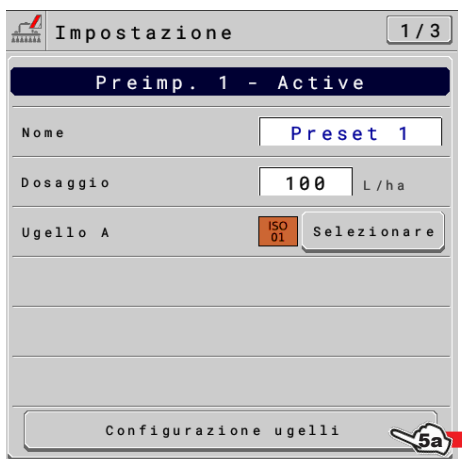 Impostazione 1/3
Preimp. 1 - Active
Nome Preset 1
Dosaggio 100 L/ha
Ugello A ISO 01 Selezionare
Configurazione ugelli 5a